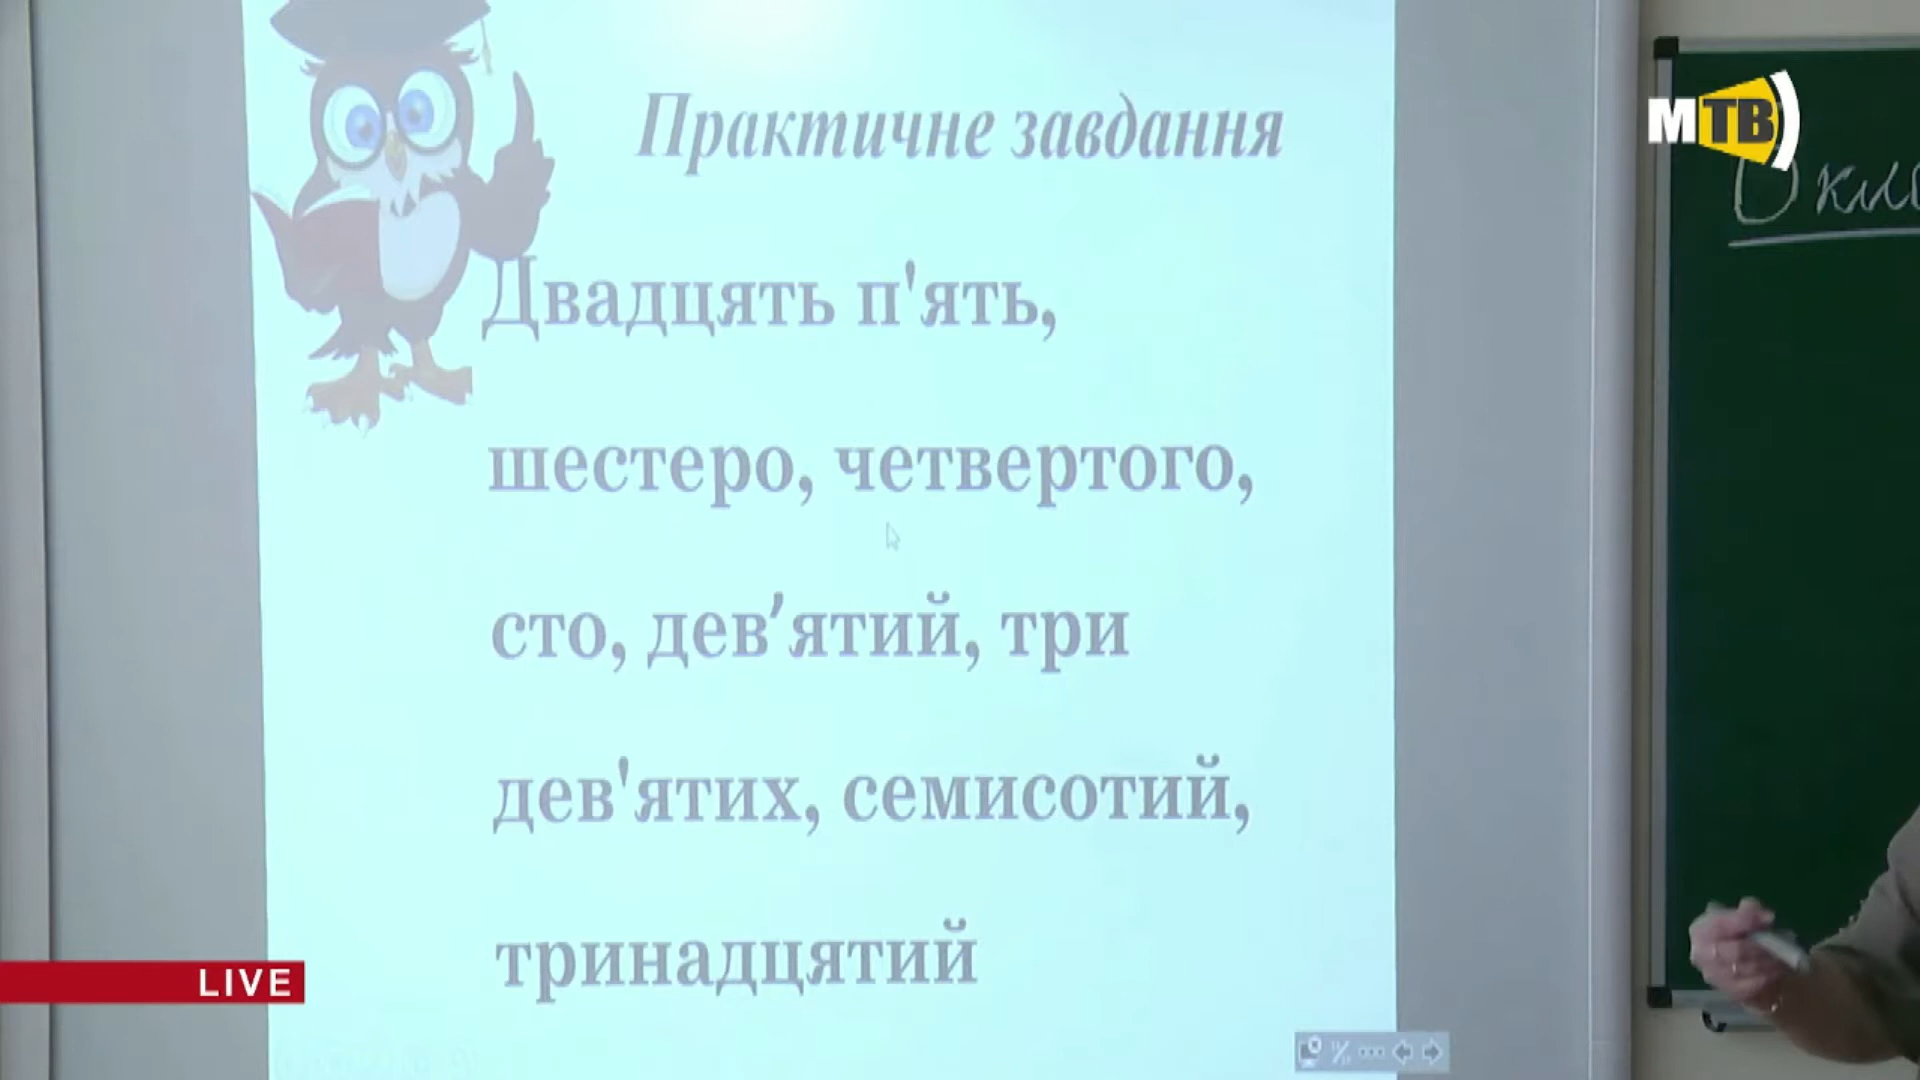 Практичне завдання
МТВ
Двадцять п'ять,
шестеро, четвертого,
сто, дев’ятий, три
дев'ятих, семисотий,
тринадцятий
LIVE